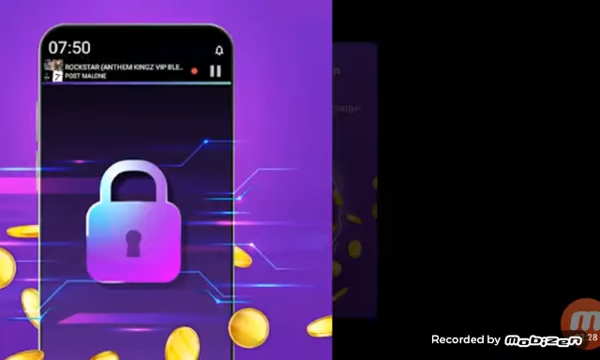 07:50
ROCKSTAR (ANTHEM KINGZ VIP BLE..
POST MALONE
Recorded by mobizen